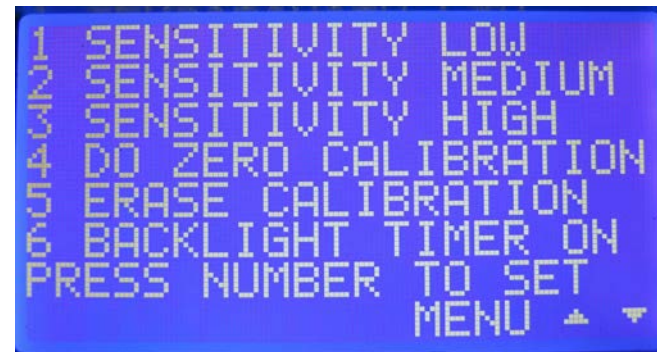 1 SENSITIVITY LOW
2 SENSITIVITY MEDIUM
3 SENSITIVITY HIGH
4 DO ZERO CALIBRATION
5 ERASE CALIBRATION
6 BACKLIGHT TIMER ON
PRESS NUMBER TO SET
MENU ▲ ▼